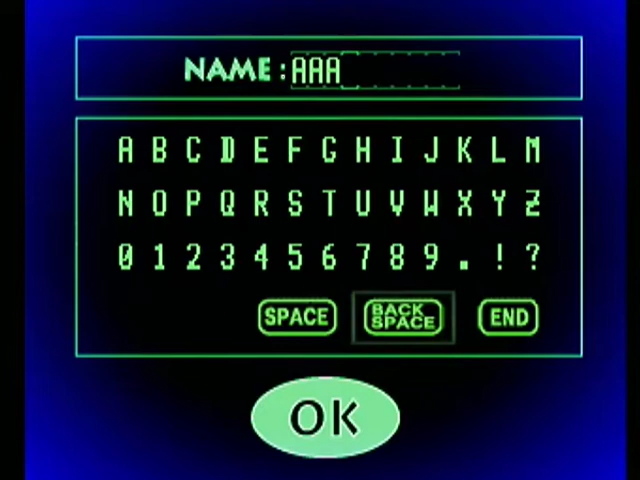 NAME:AAA
A B C D E F G H I J K L M
N O P Q R S T U V W X Y Z
0 1 2 3 4 5 6 7 8 9 . ! ?
SPACE BACK SPACE END
OK